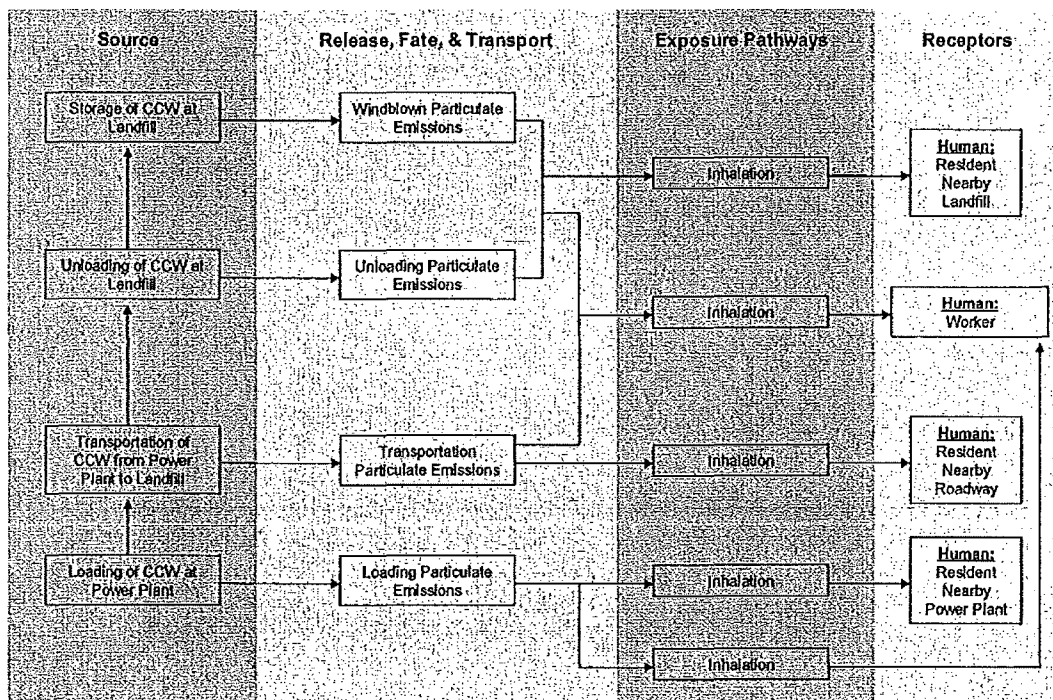 Source
Release, Fate, & Transport
Exposure Pathways
Receptors
Storage of CCW at
Landfill
Windblown Particulate
Emissions
Inhalation
Human:
Resident
Nearby
Landfill
Unloading of CCW at
Landfill
Unloading Particulate
Emissions
Inhalation
Human:
Worker
Transportation of
CCW from Power
Plant to Landfill
Transportation
Particulate Emissions
Inhalation
Human:
Resident
Nearby
Roadway
Loading of CCW at
Power Plant
Loading Particulate
Emissions
Inhalation
Human:
Resident
Nearby
Power Plant
Inhalation